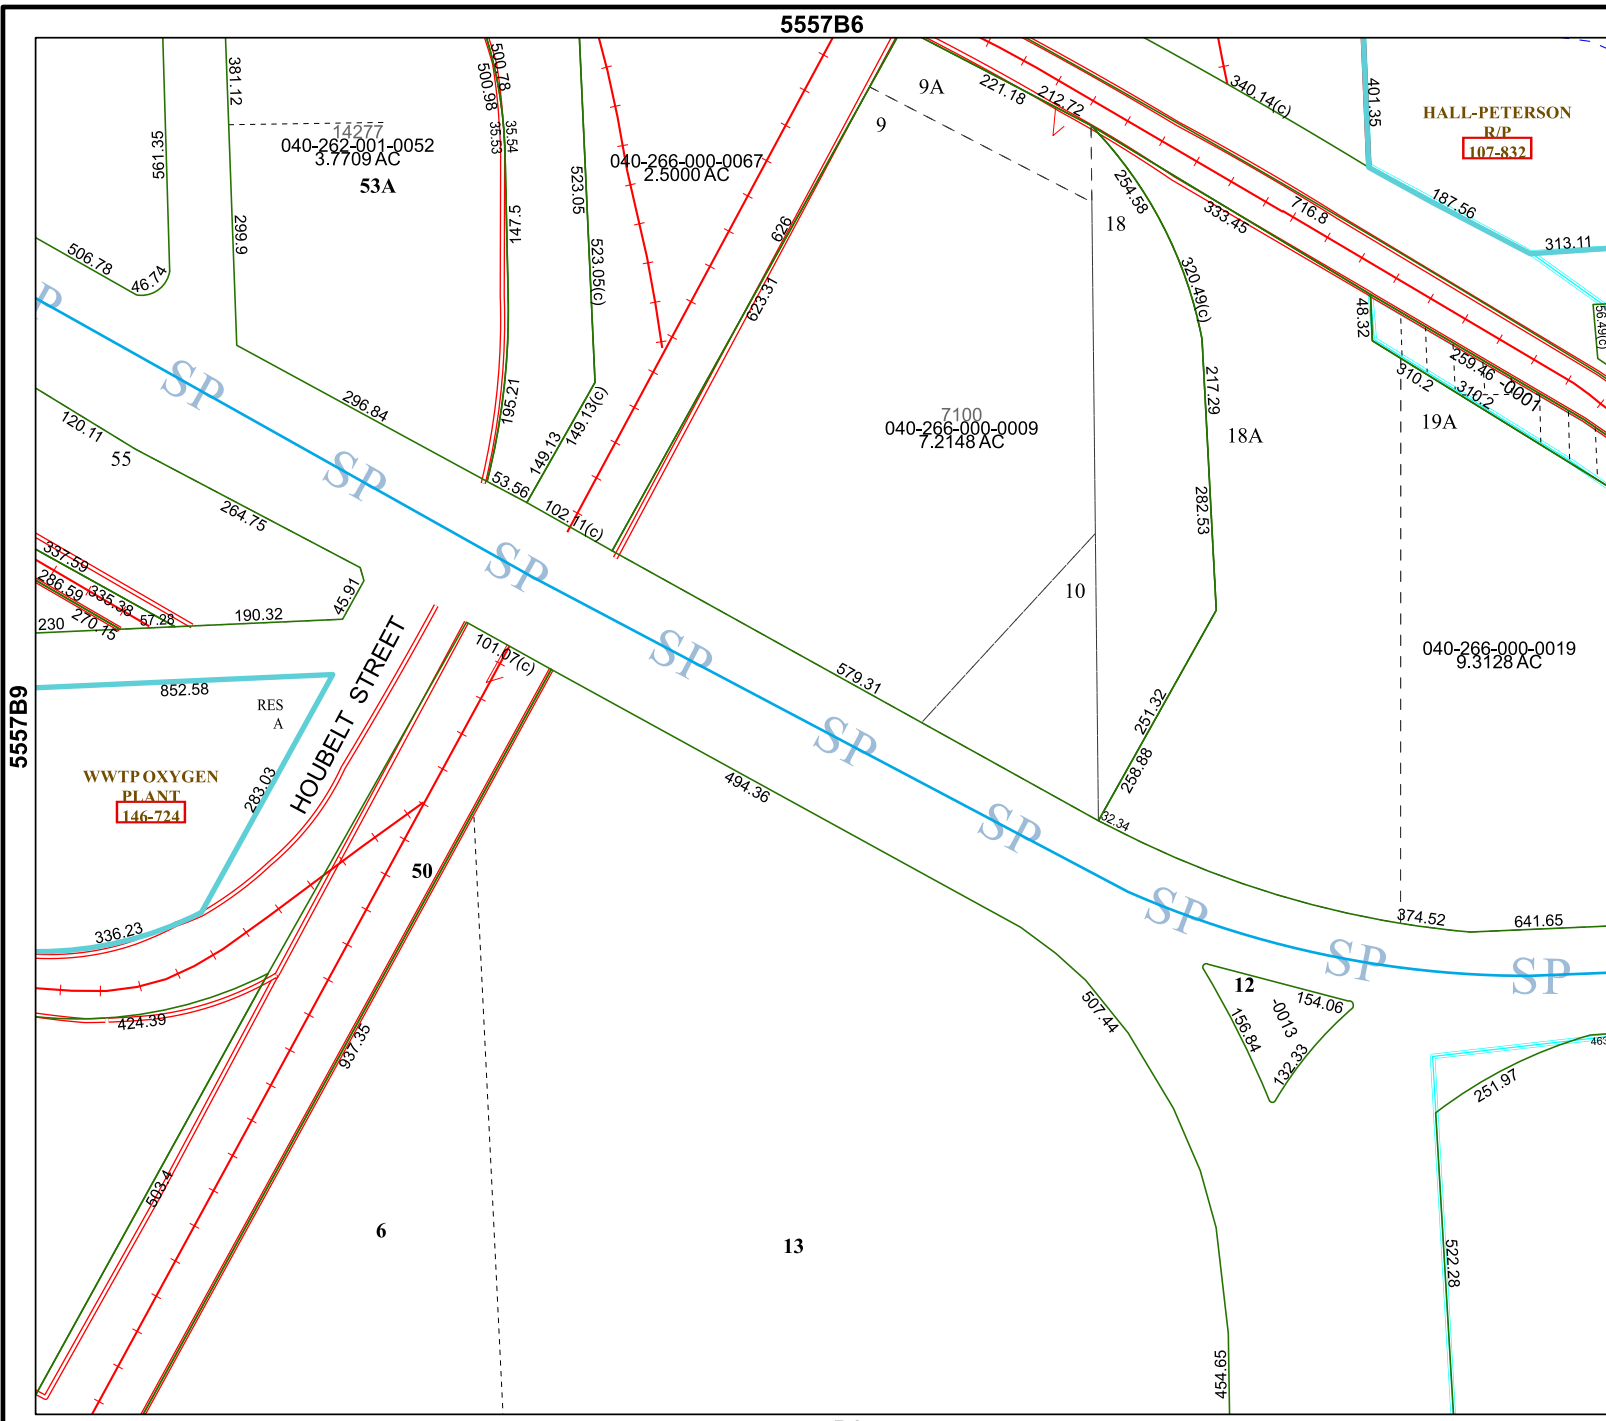 5557B6
381.12
591.35
500.78
500.98
35.54
35.53
14277
040-262-001-0052
3.7709 AC
53A
147.5
523.05
523.05(c)
040-266-000-0067
2.5000 AC
626
623.31
9A
9
221.18
212.72
340.14(c)
401.35
HALL-PETERSON
R/P
107-832
187.56
313.11
254.58
18
333.45
716.8
506.78
46.74
299.9
320.49(c)
48.32
56.49(c)
259.46
-0001
310.2
310.2
19A
SP
296.84
195.21
149.13
149.13(c)
7100
040-266-000-0009
7.2148 AC
217.29
18A
120.11
55
264.75
SP
53.56
102.11(c)
282.53
SP
10
337.59
286.59
335.38
270.15
57.28
230
190.32
45.91
HOUBELT STREET
101.07(c)
SP
579.31
040-266-000-0019
9.3128 AC
852.58
RES
A
5557B9
WWTP OXYGEN
PLANT
146-724
283.03
SP
251.32
258.88
494.36
32.34
SP
50
336.23
SP
374.52
641.65
SP
SP
12
154.06
-0013
156.84
132.33
424.39
937.35
507.44
463
251.97
503.4
6
13
522.28
454.65